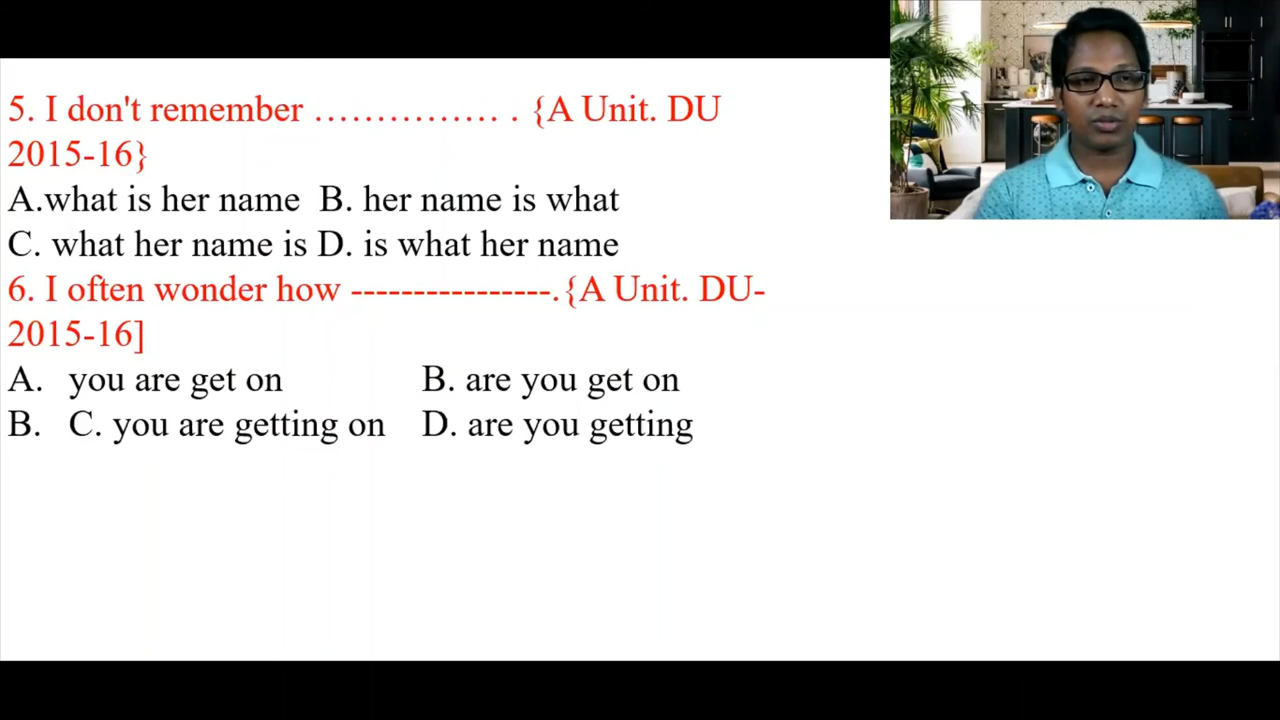 5. I don't remember …………… . {A Unit. DU
2015-16}
A.what is her name B. her name is what
C. what her name is D. is what her name
6. I often wonder how ----------------.{A Unit. DU-
2015-16]
A. you are get on B. are you get on
B. C. you are getting on D. are you getting